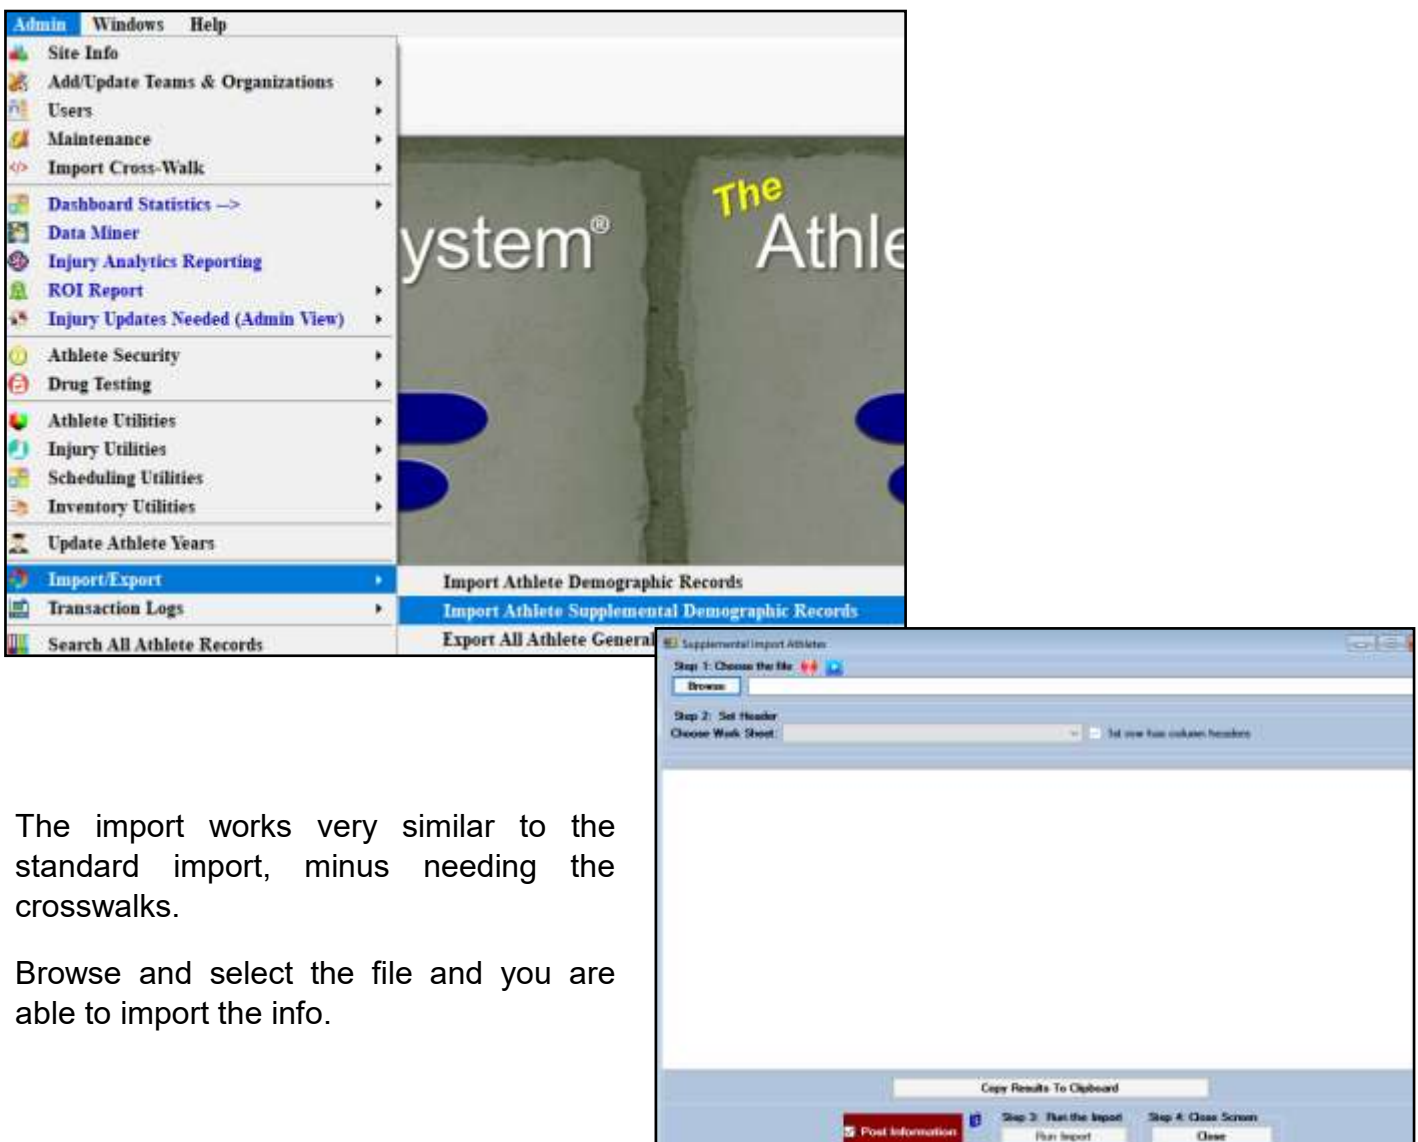 Admin Windows Help
Site Info
Add/Update Teams & Organizations
Users
Maintenance
Import Cross-Walk
Dashboard Statistics -->
Data Miner
Injury Analytics Reporting
ROI Report
Injury Updates Needed (Admin View)
Athlete Security
Drug Testing
Athlete Utilities
Injury Utilities
Scheduling Utilities
Inventory Utilities
Update Athlete Years
Import/Export
Transaction Logs
Search All Athlete Records
ystem®
The
Athle
Import Athlete Demographic Records
Import Athlete Supplemental Demographic Records
Export All Athlete General
Supplemental Import Athletes
Step 1: Choose the file
Browse
Step 2: Set Header
Choose Work Sheet:
1st row has column headers
Copy Results To Clipboard
Post Information
Step 3: Run the Import
Run Import
Step 4: Close Screen
Close
The import works very similar to the
standard import, minus needing the
crosswalks.
Browse and select the file and you are
able to import the info.